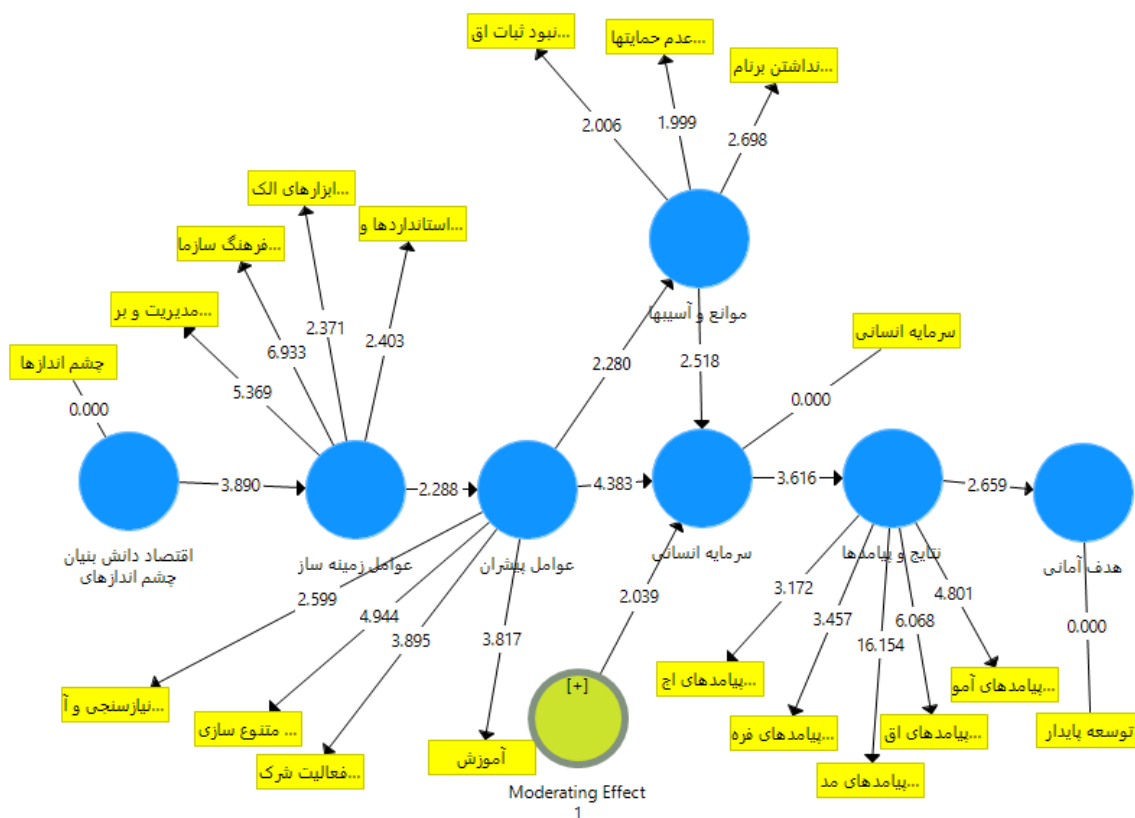 نبود ثبات اق...
عدم حمایتها...
نداشتن برنام...
2.006
1.999
2.698
ابزارهای الک...
استانداردها و...
فرهنگ سازما...
مدیریت و بر...
چشم اندازها
0.000
5.369
6.933
2.371
2.403
موانع و آسیبها
2.280
2.518
سرمایه انسانی
0.000
3.890
2.288
4.383
3.616
2.659
اقتصاد دانش بنیان
چشم اندازهای
عوامل زمینه ساز
عوامل پیشران
سرمایه انسانی
نتایج و پیامدها
هدف آمانی
2.599
4.944
3.895
3.817
2.039
3.172
3.457
16.154
6.068
4.801
0.000
نیازسنجی و آ...
متنوع سازی ...
فعالیت شرک...
آموزش
[+]
Moderating Effect
1
پیامدهای اج...
پیامدهای فره...
پیامدهای مد...
پیامدهای اق...
پیامدهای آمو...
توسعه پایدار